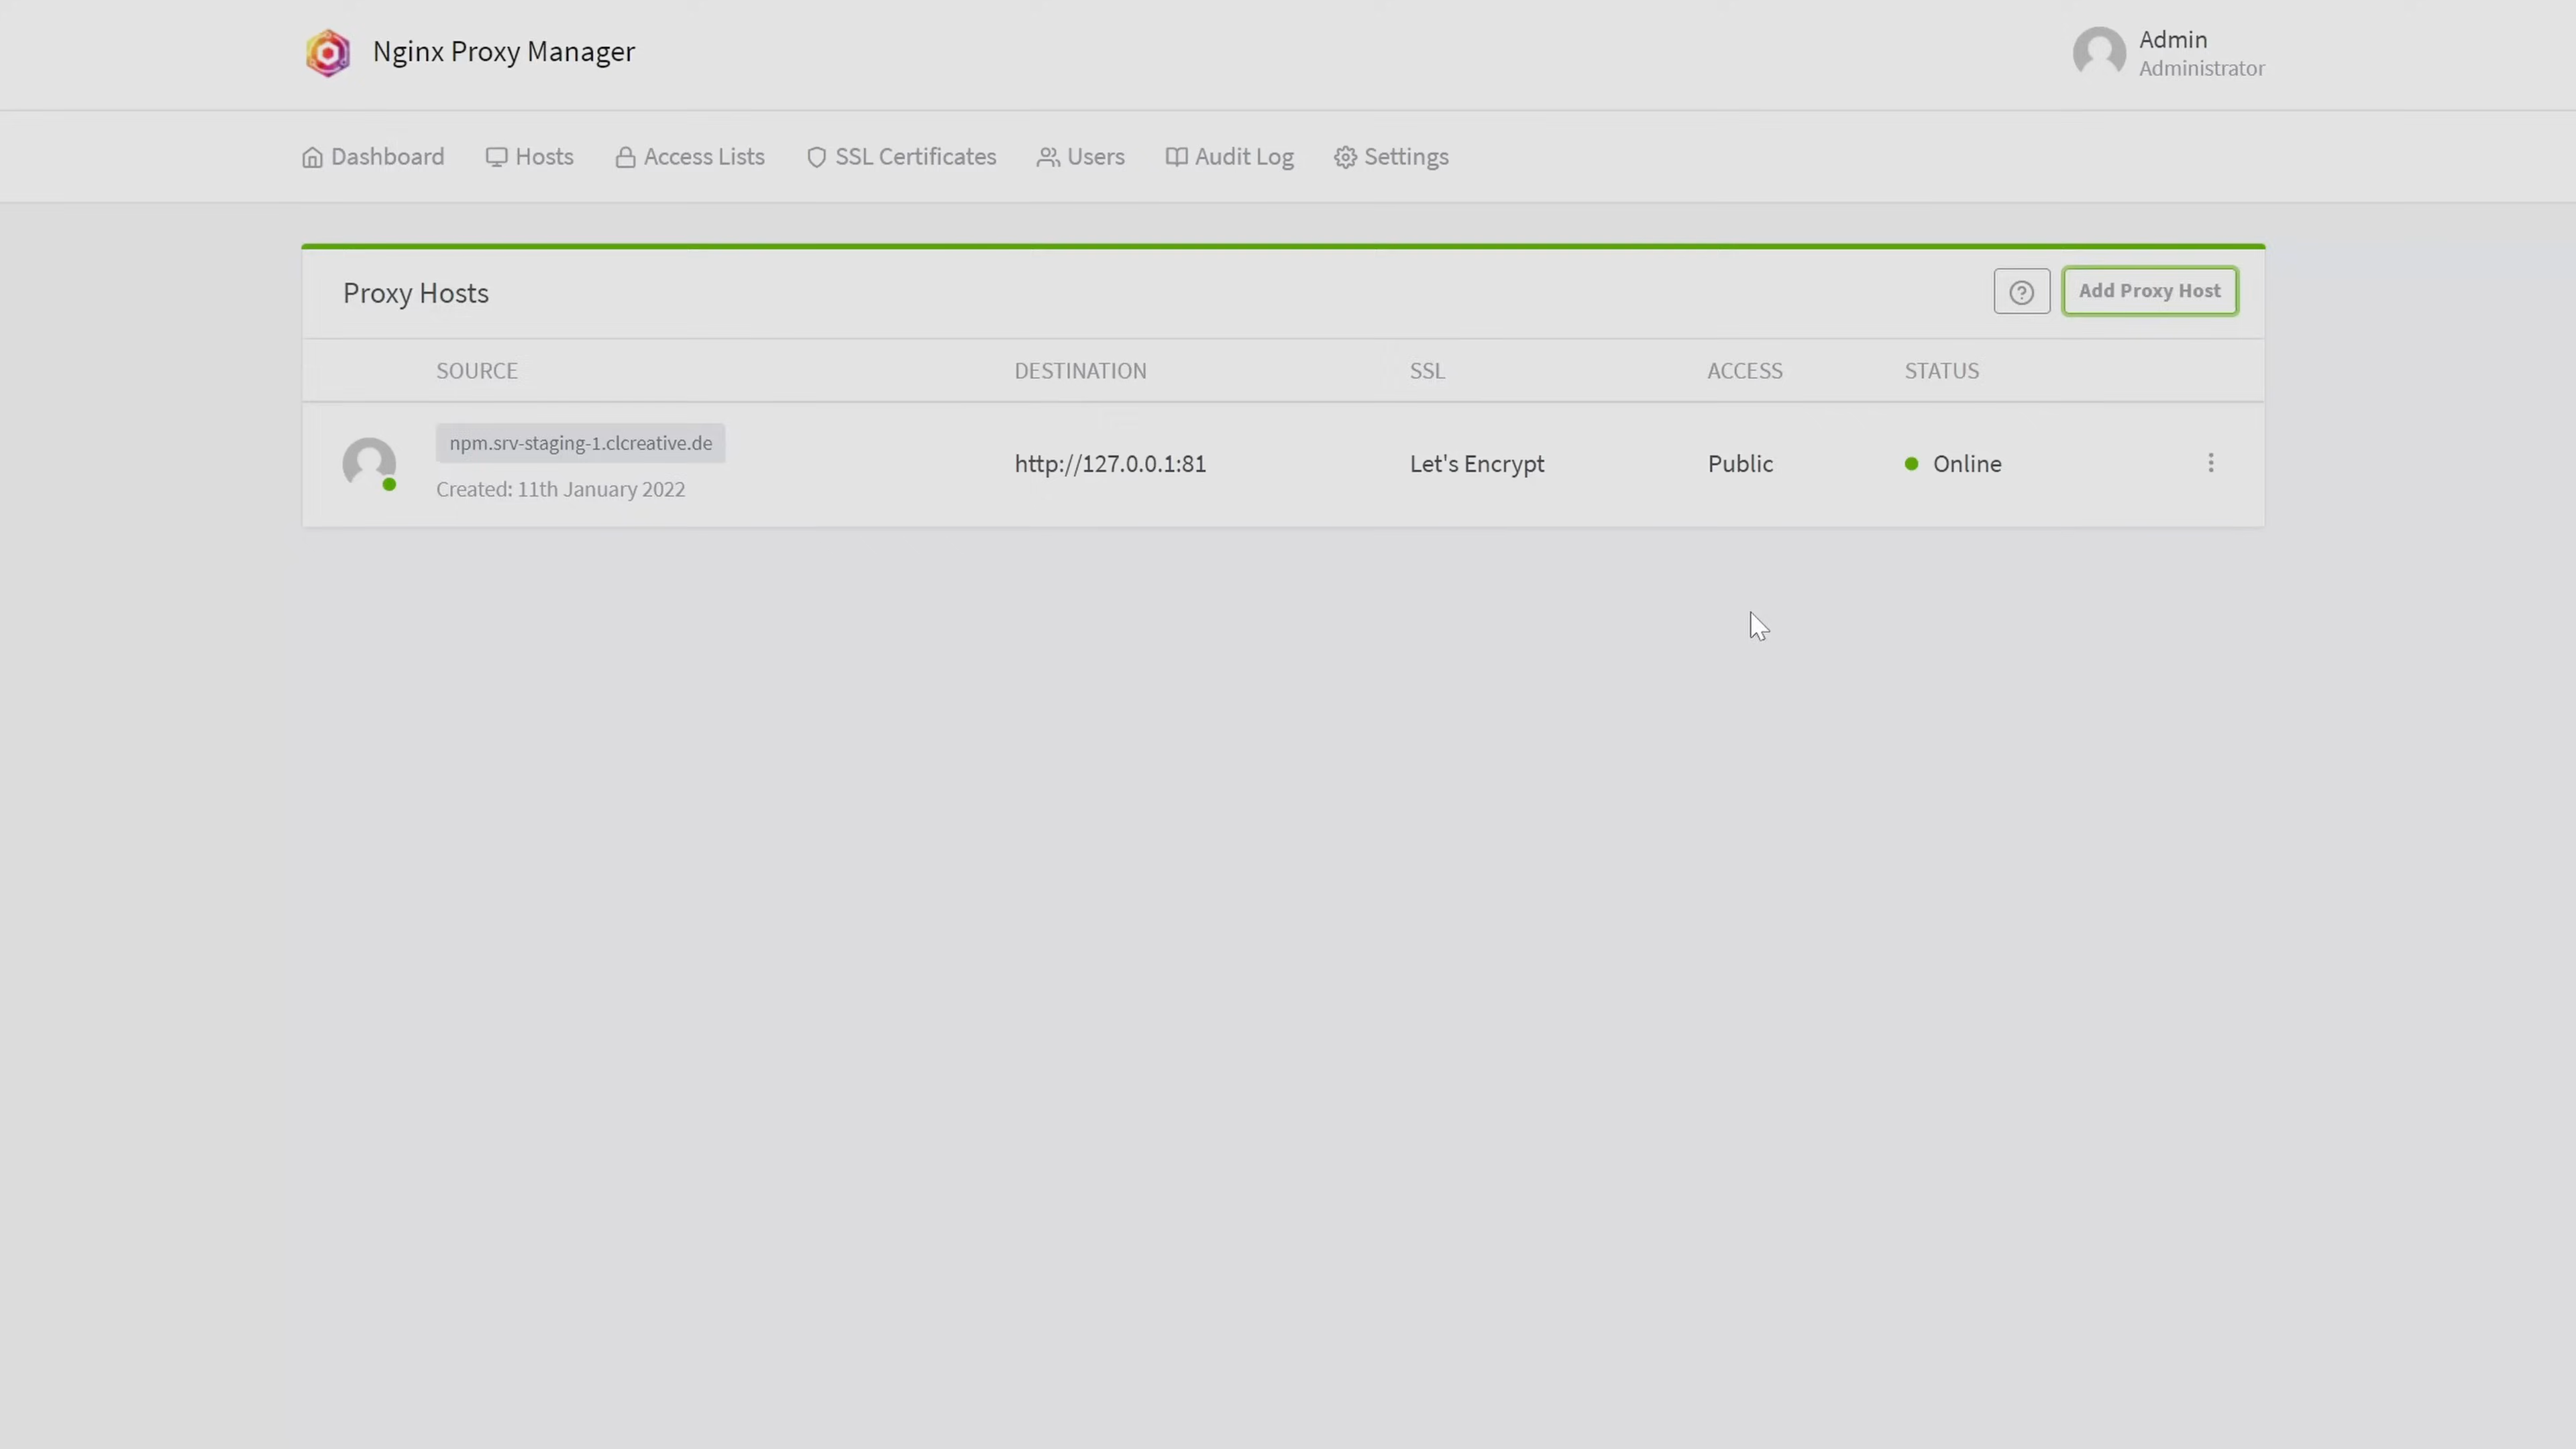 Nginx Proxy Manager
Admin
Administrator
Dashboard Hosts Access Lists SSL Certificates Users Audit Log Settings
Proxy Hosts
Add Proxy Host
SOURCE DESTINATION SSL ACCESS STATUS
npm.srv-staging-1.clcreative.de
Created: 11th January 2022
http://127.0.0.1:81 Let's Encrypt Public Online